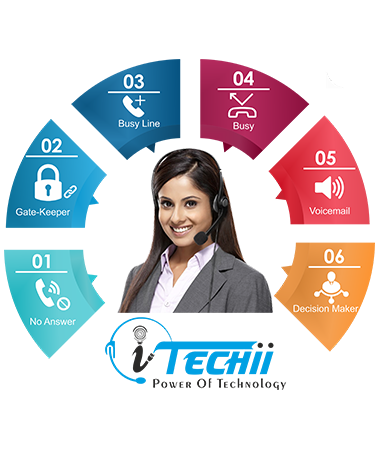 01
No Answer
02
Gate-Keeper
03
Busy Line
04
Busy
05
Voicemail
06
Decision Maker
iTechii
Power Of Technology